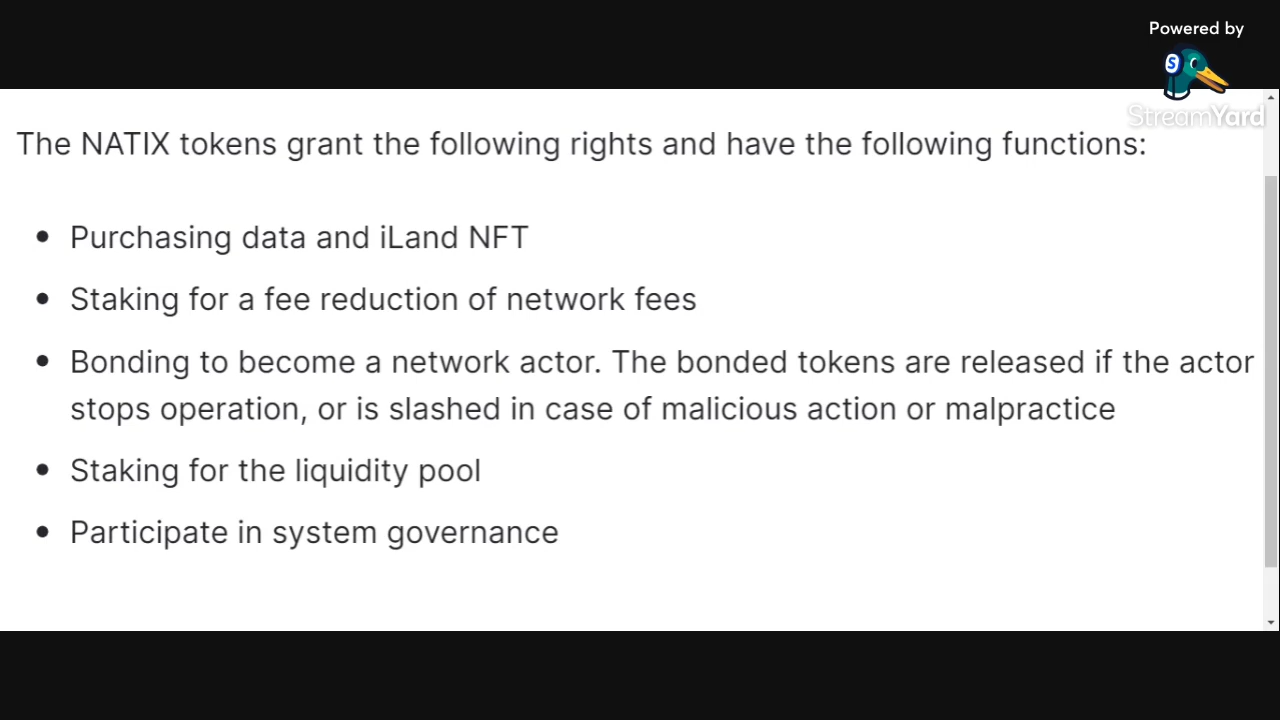 Powered by
S
StreamYard
The NATIX tokens grant the following rights and have the following functions:
• Purchasing data and iLand NFT
• Staking for a fee reduction of network fees
• Bonding to become a network actor. The bonded tokens are released if the actor
stops operation, or is slashed in case of malicious action or malpractice
• Staking for the liquidity pool
• Participate in system governance